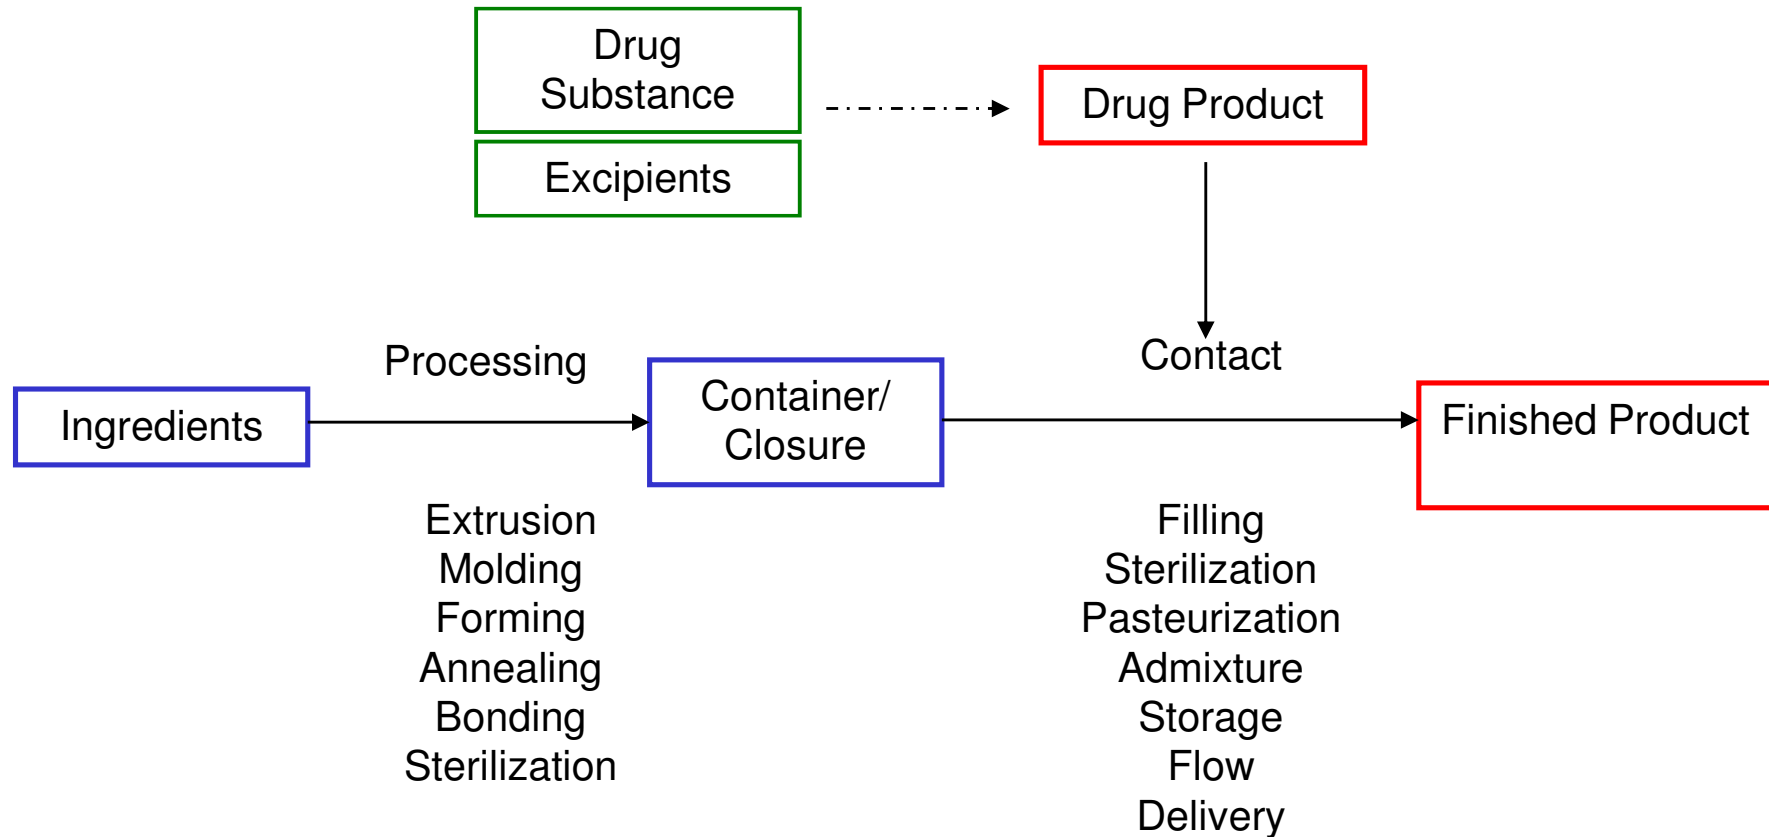 Drug
Substance
Drug Product
Excipients
Processing
Contact
Ingredients
Container/
Closure
Finished Product
Extrusion
Molding
Forming
Annealing
Bonding
Sterilization
Filling
Sterilization
Pasteurization
Admixture
Storage
Flow
Delivery